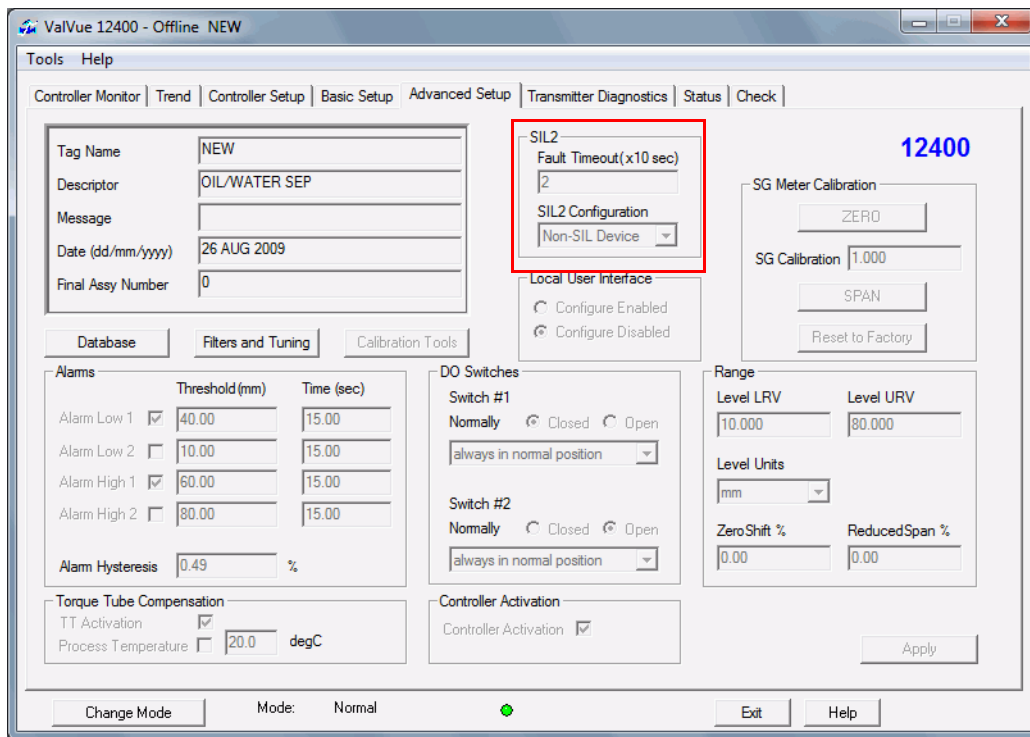 ValVue 12400 - Offline NEW
Tools Help
Controller Monitor Trend Controller Setup Basic Setup Advanced Setup Transmitter Diagnostics Status Check
Tag Name NEW
Descriptor OIL/WATER SEP
Message
Date (dd/mm/yyyy) 26 AUG 2009
Final Assy Number 0
SIL2
Fault Timeout(x10 sec)
2
SIL2 Configuration
Non-SIL Device
12400
SG Meter Calibration
ZERO
SG Calibration 1.000
SPAN
Reset to Factory
Local User Interface
Configure Enabled
Configure Disabled
Database Filters and Tuning Calibration Tools
Alarms
Threshold (mm) Time (sec)
Alarm Low 1 40.00 15.00
Alarm Low 2 10.00 15.00
Alarm High 1 60.00 15.00
Alarm High 2 80.00 15.00
Alarm Hysteresis 0.49 %
DO Switches
Switch #1
Normally Closed Open
always in normal position
Switch #2
Normally Closed Open
always in normal position
Range
Level LRV Level URV
10.000 80.000
Level Units
mm
Zero Shift % Reduced Span %
0.00 0.00
Torque Tube Compensation
TT Activation
Process Temperature 20.0 degC
Controller Activation
Controller Activation
Apply
Change Mode Mode: Normal Exit Help